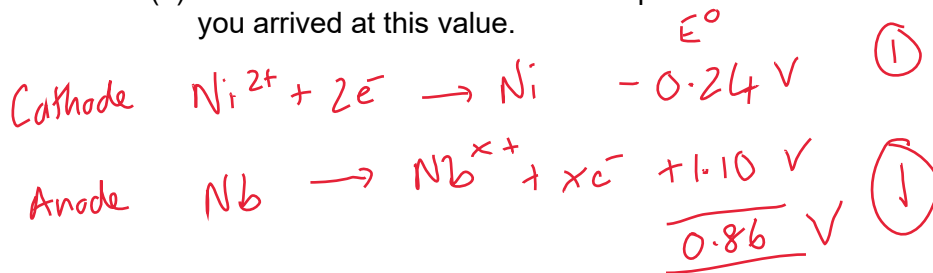 you arrived at this value.
E°
Cathode Ni²⁺ + 2e⁻ → Ni - 0.24 V ①
Anode Nb → Nbˣ⁺ + xe⁻ +1.10 V ①
0.86 V